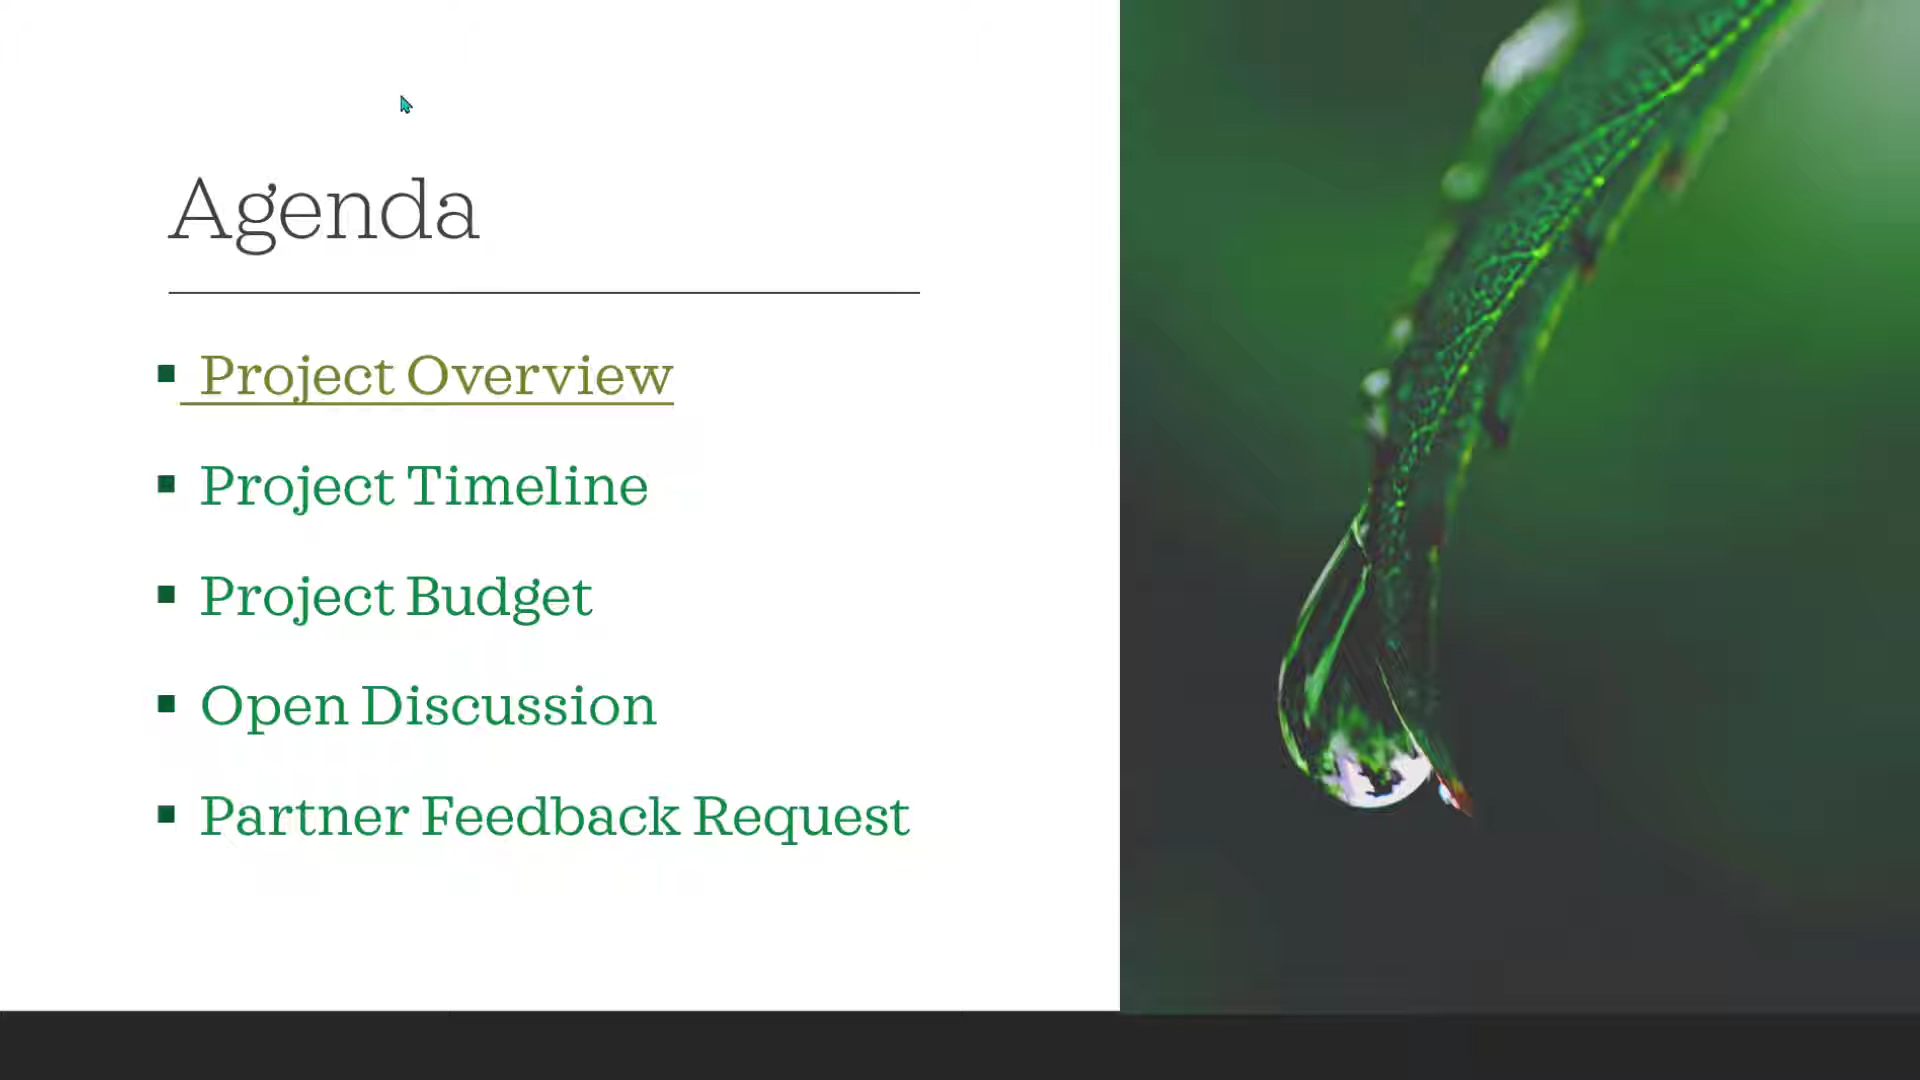 Agenda
▪ Project Overview
▪ Project Timeline
▪ Project Budget
▪ Open Discussion
▪ Partner Feedback Request